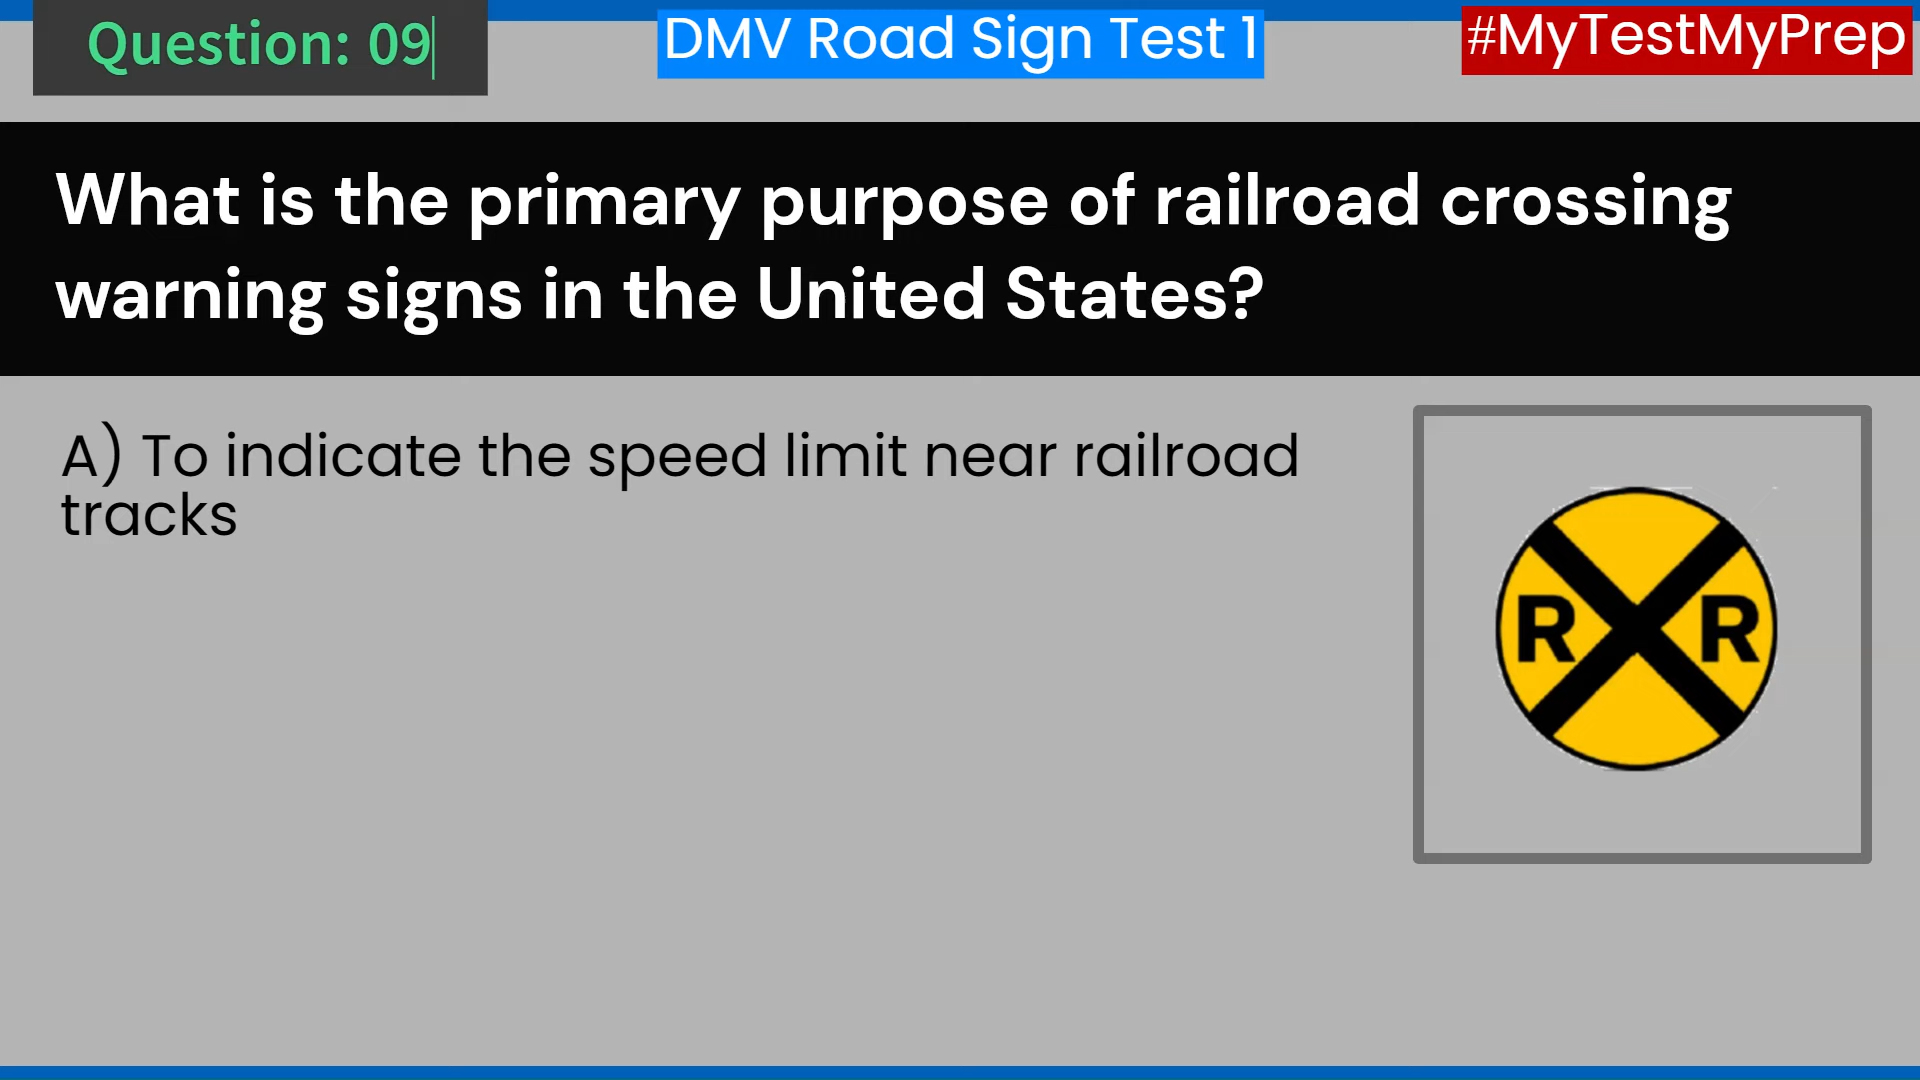 Question: 09
DMV Road Sign Test 1
#MyTestMyPrep
What is the primary purpose of railroad crossing
warning signs in the United States?
A) To indicate the speed limit near railroad
tracks
R R